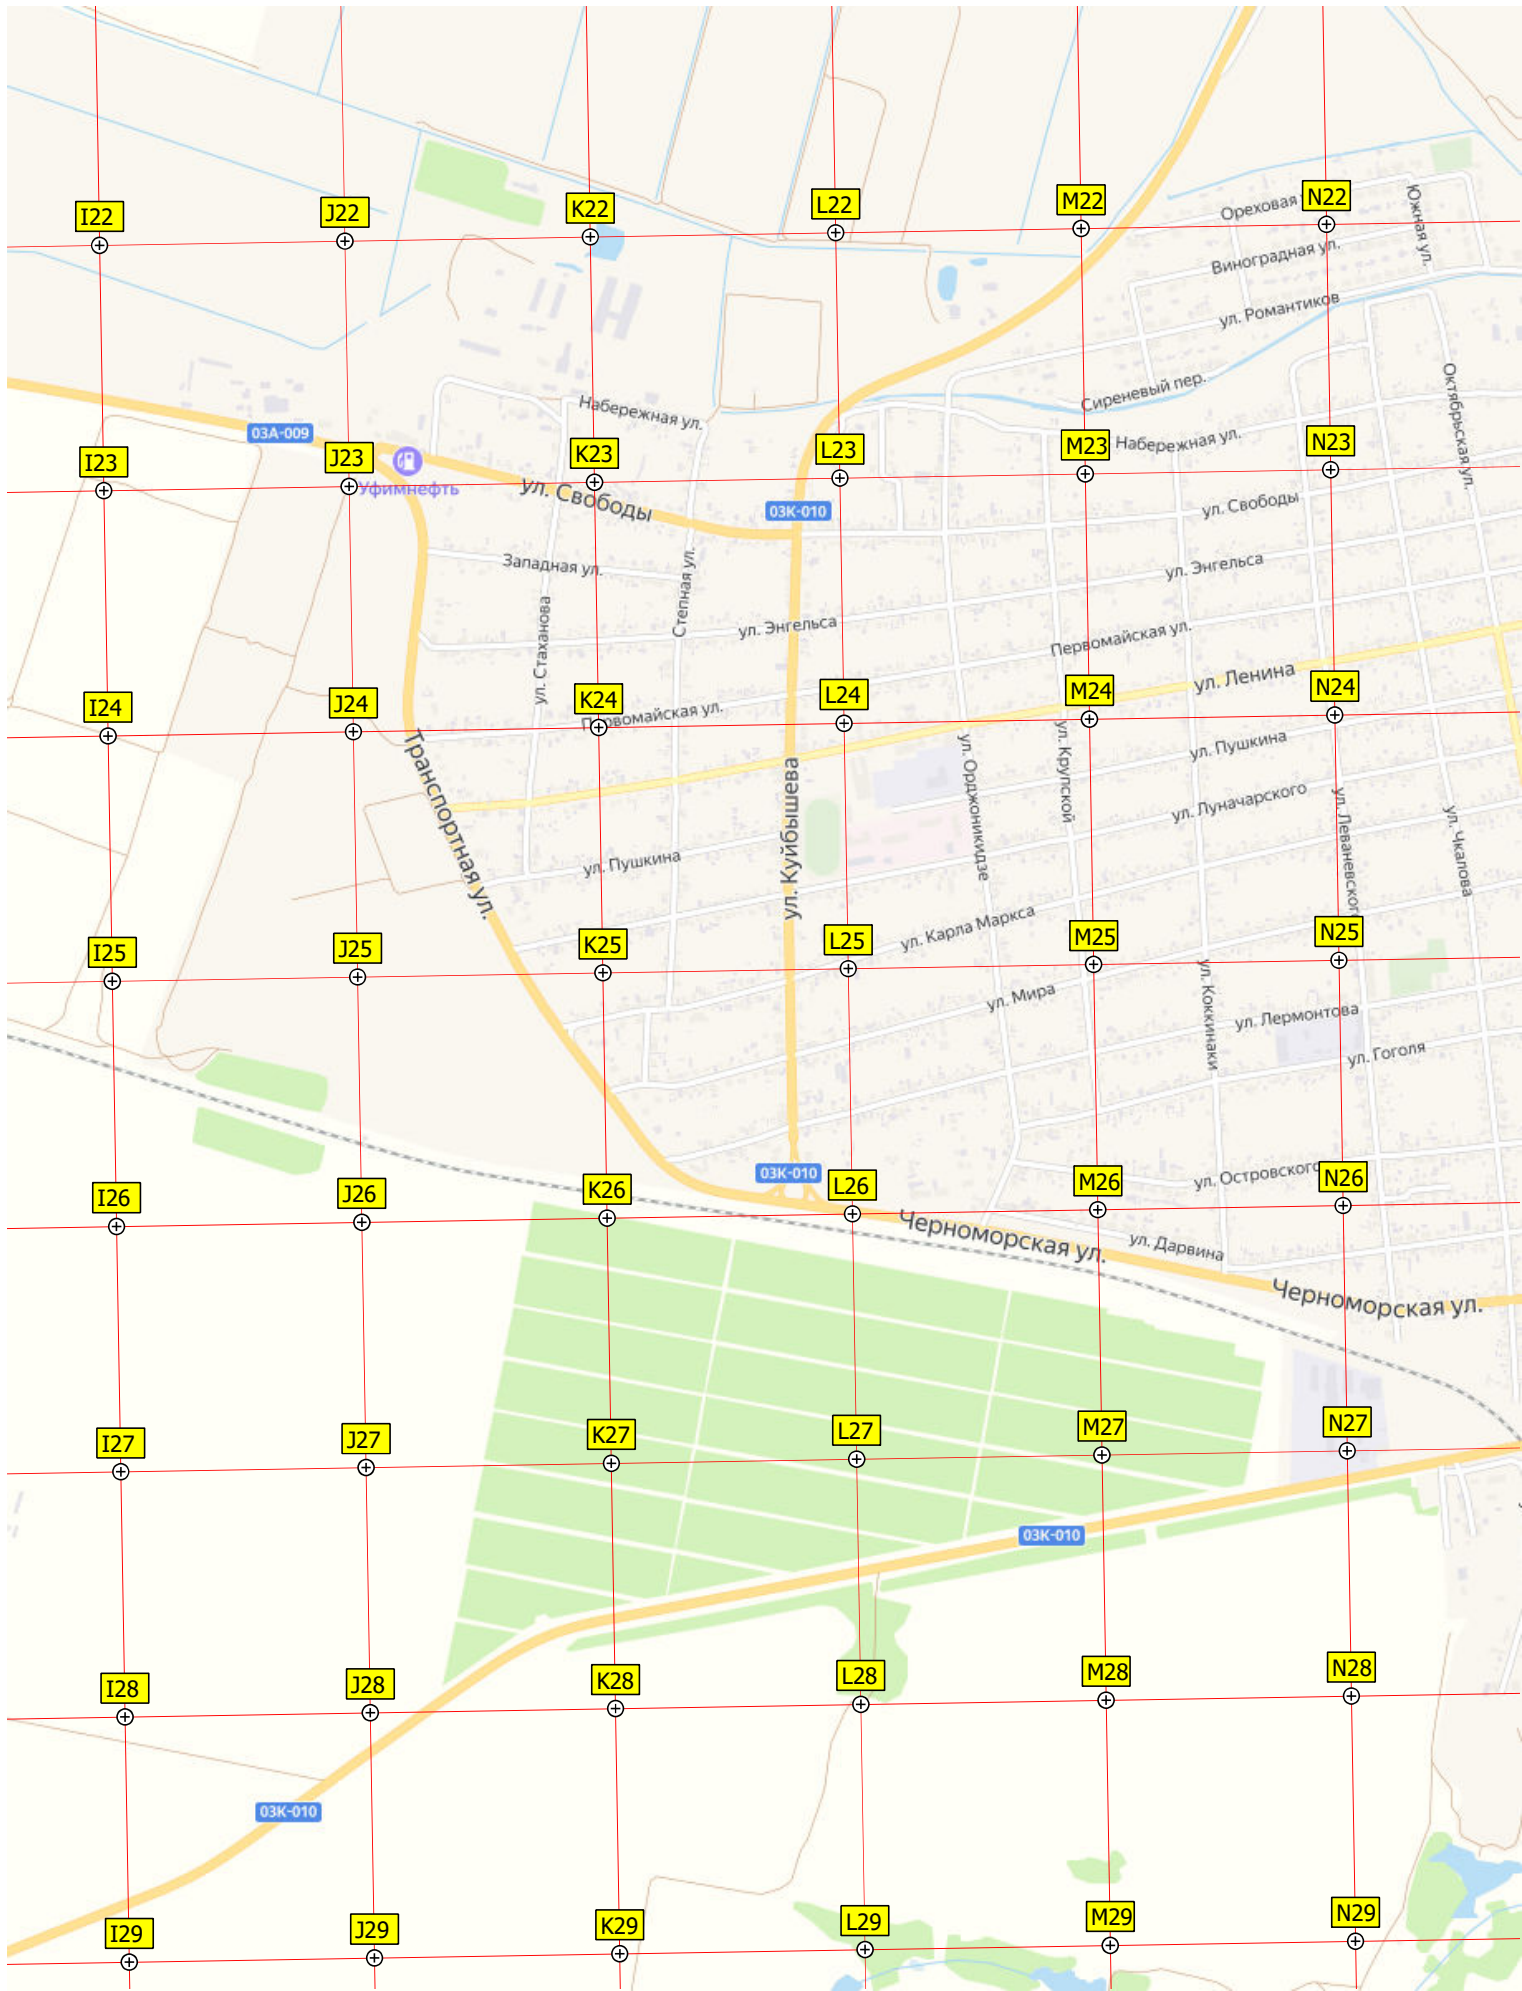 I22
J22
K22
L22
M22
N22
Ореховая
Южная ул.
Виноградная ул.
ул. Романтиков
Сиреневый пер.
Октябрьская ул.
Набережная ул.
03А-009
I23
J23
K23
L23
M23
N23
Набережная ул.
Уфимнефть
ул. Свободы
03К-010
ул. Свободы
Западная ул.
Степная ул.
ул. Энгельса
ул. Стаханова
ул. Энгельса
Первомайская ул.
ул. Ленина
I24
J24
K24
L24
M24
N24
Первомайская ул.
Транспортная ул.
ул. Куйбышева
ул. Орджоникидзе
ул. Крупской
ул. Пушкина
ул. Луначарского
ул. Леваневского
ул. Чкалова
ул. Пушкина
ул. Карла Маркса
I25
J25
K25
L25
M25
N25
ул. Мира
ул. Коккинаки
ул. Лермонтова
ул. Гоголя
03К-010
ул. Островского
I26
J26
K26
L26
M26
N26
Черноморская ул.
ул. Дарвина
Черноморская ул.
I27
J27
K27
L27
M27
N27
03К-010
I28
J28
K28
L28
M28
N28
03К-010
I29
J29
K29
L29
M29
N29